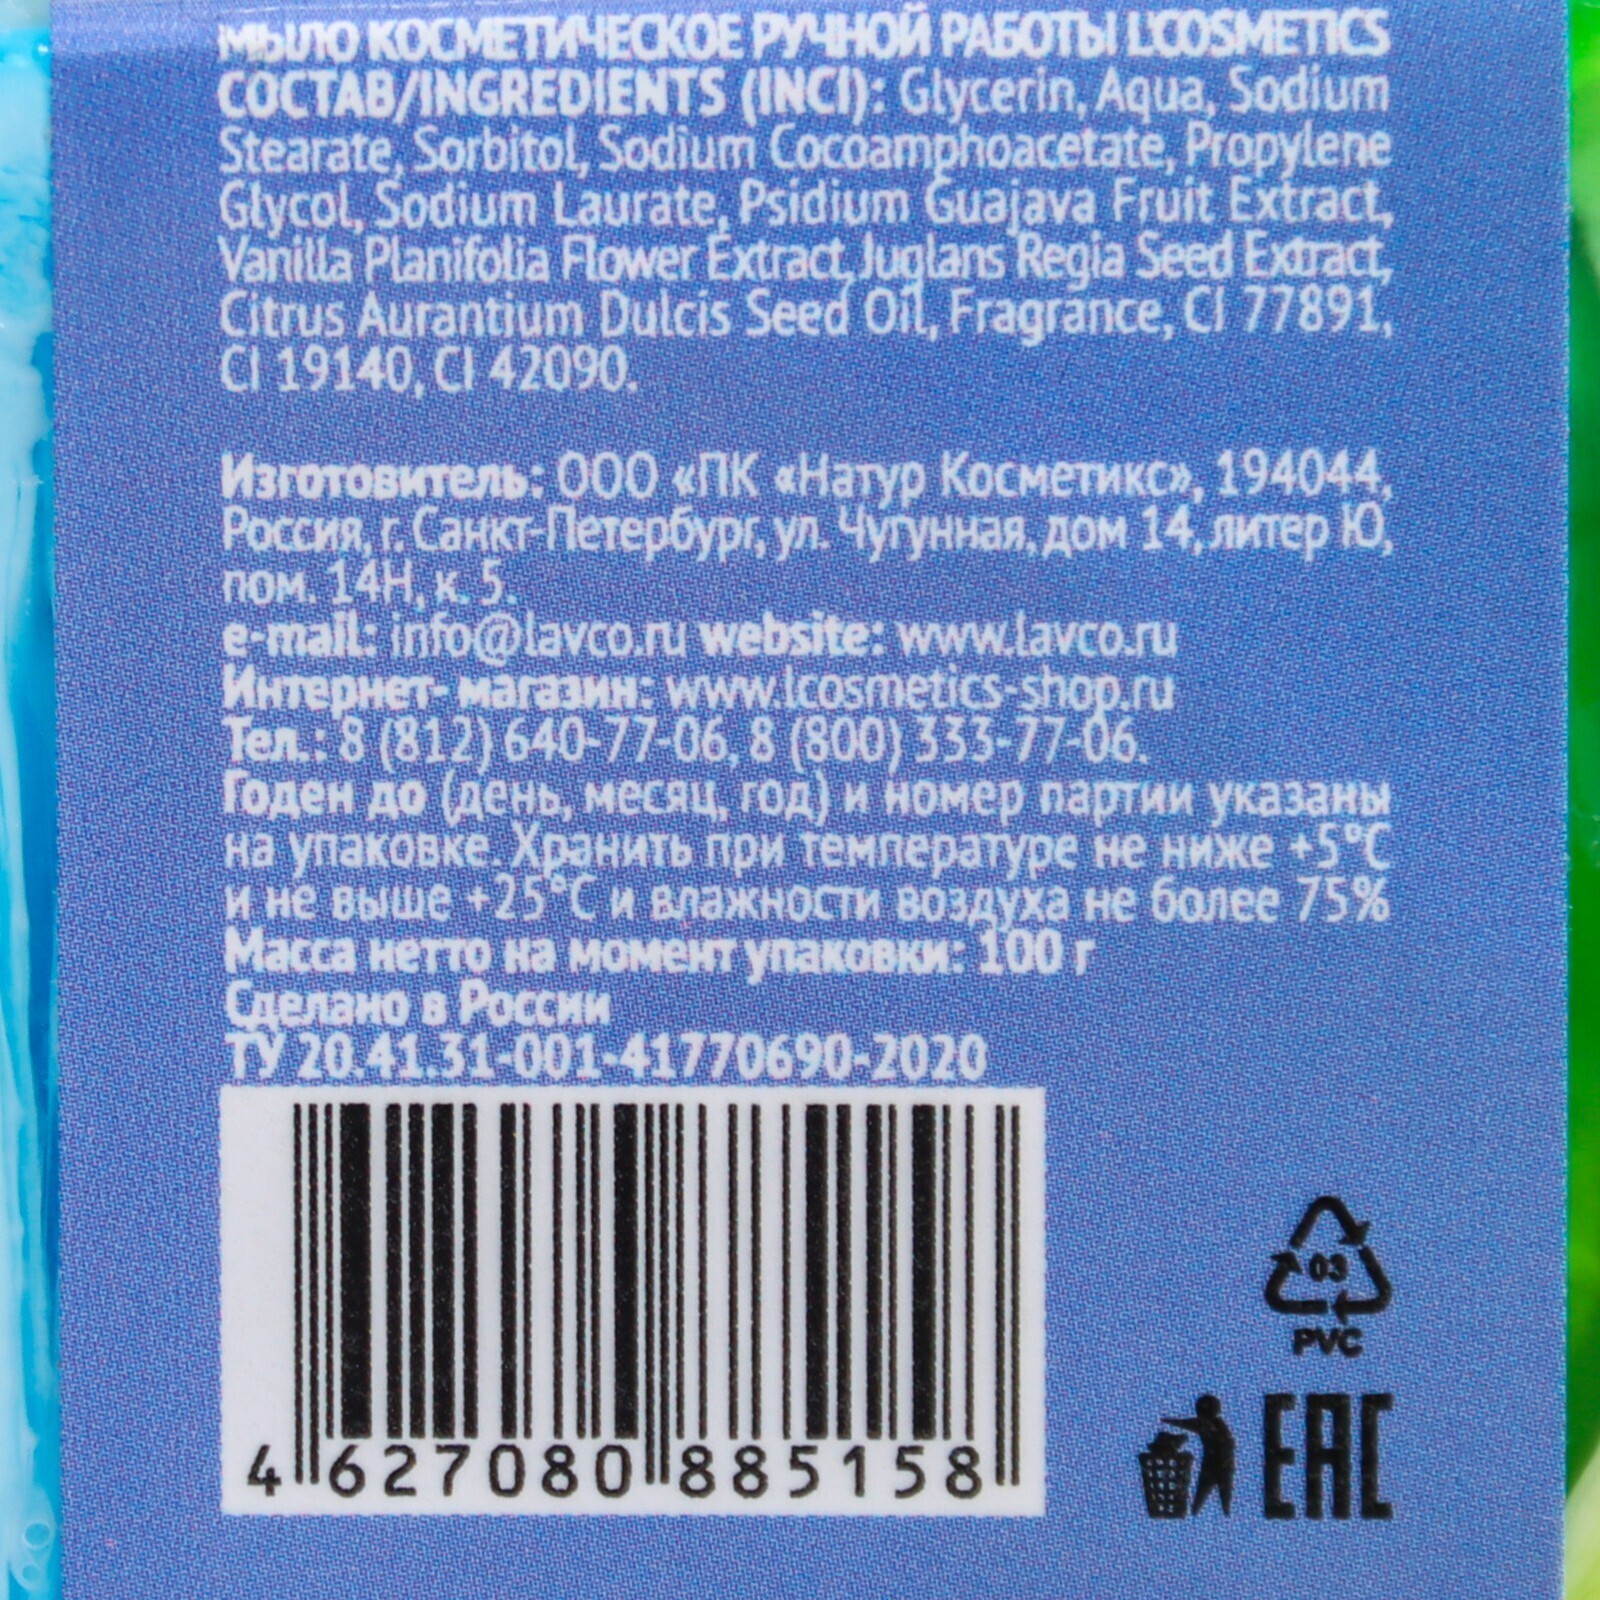 МЫЛО КОСМЕТИЧЕСКОЕ РУЧНОЙ РАБОТЫ L'COSMETICS
СОСТАВ/INGREDIENTS (INCI): Glycerin, Aqua, Sodium
Stearate, Sorbitol, Sodium Cocoamphoacetate, Propylene
Glycol, Sodium Laurate, Psidium Guajava Fruit Extract,
Vanilla Planifolia Flower Extract, Juglans Regia Seed Extract,
Citrus Aurantium Dulcis Seed Oil, Fragrance, CI 77891,
CI 19140, CI 42090.
Изготовитель: ООО «ПК «Натур Косметикс», 194044,
Россия, г. Санкт-Петербург, ул. Чугунная, дом 14, литер Ю,
пом. 14Н, к. 5.
e-mail: info@lavco.ru website: www.lavco.ru
Интернет- магазин: www.lcosmetics-shop.ru
Тел.: 8 (812) 640-77-06, 8 (800) 333-77-06.
Годен до (день, месяц, год) и номер партии указаны
на упаковке. Хранить при температуре не ниже +5°С
и не выше +25°С и влажности воздуха не более 75%
Масса нетто на момент упаковки: 100 г
Сделано в России
ТУ 20.41.31-001-41770690-2020
4 627080 885158
03
PVC
EAC